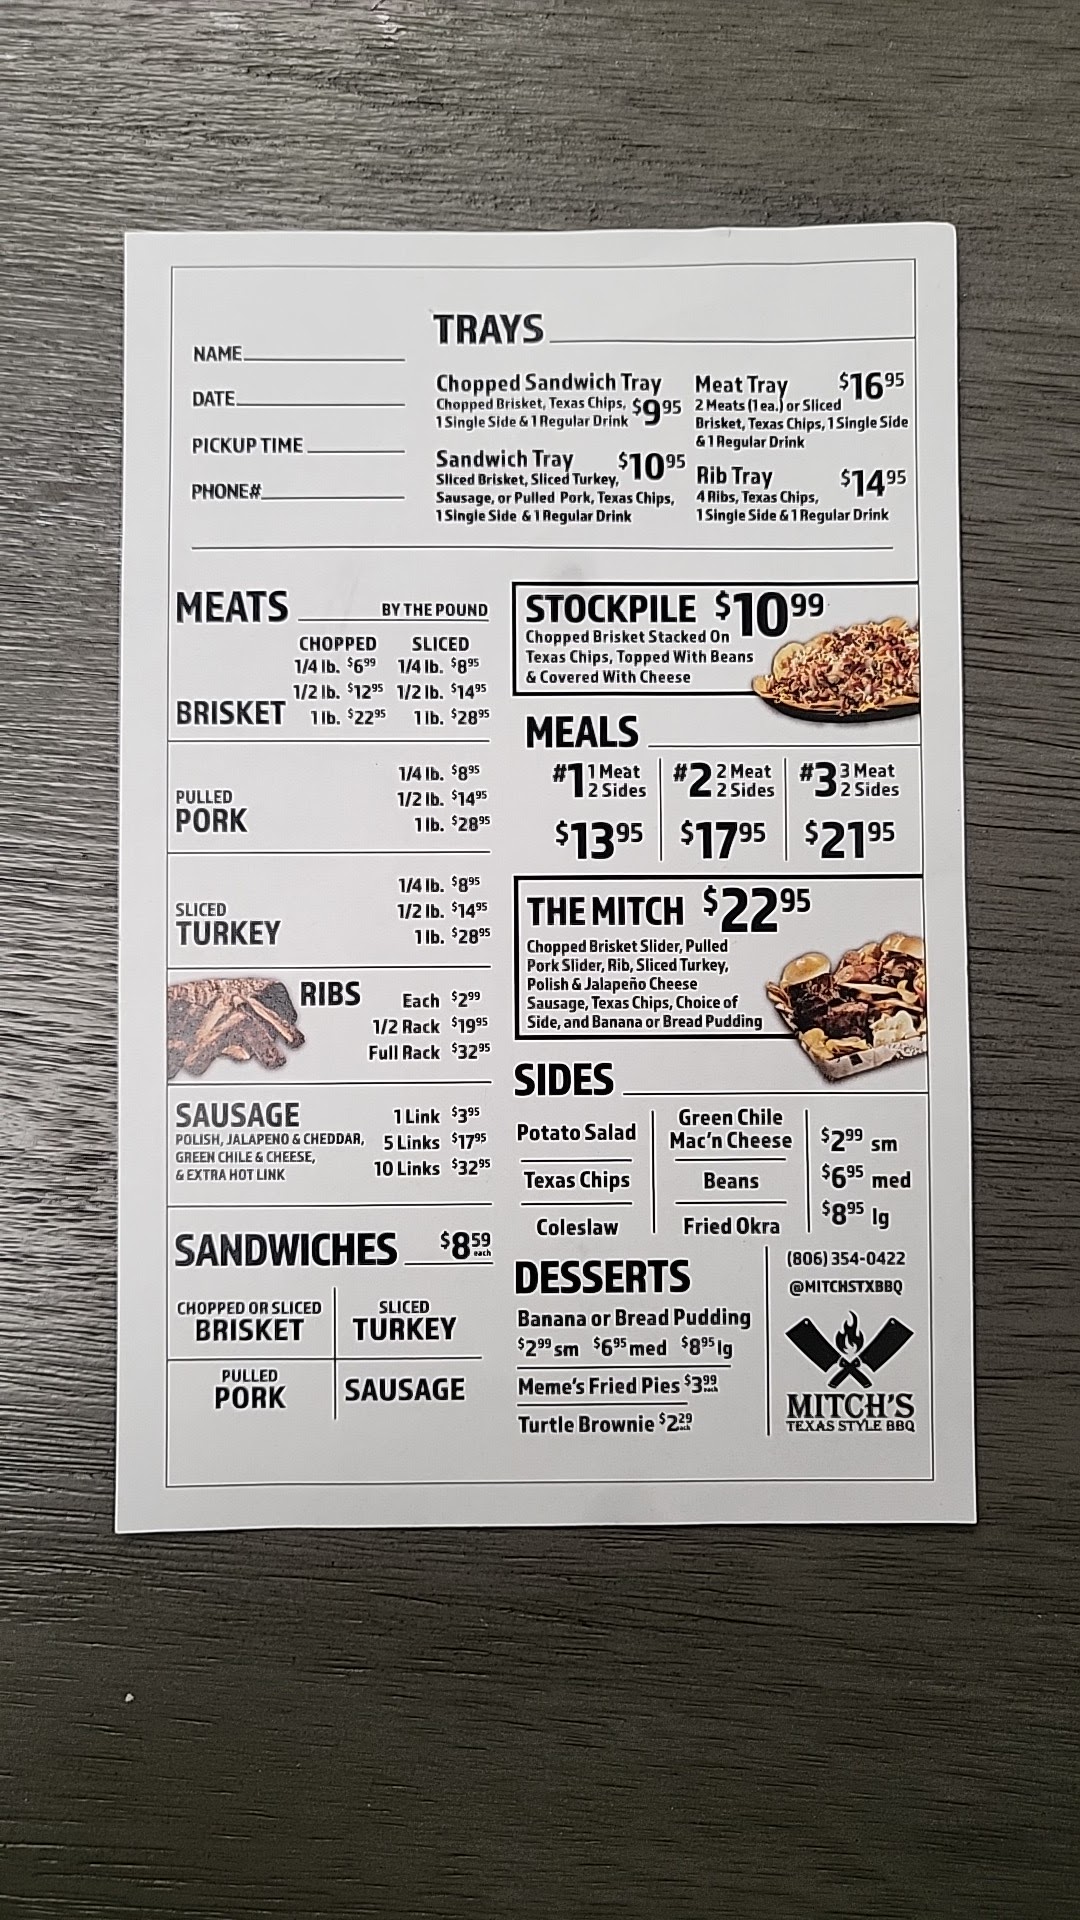 NAME
DATE
PICKUP TIME
PHONE#
TRAYS
Chopped Sandwich Tray
Chopped Brisket, Texas Chips, $9.95
1 Single Side & 1 Regular Drink
Sandwich Tray $10.95
Sliced Brisket, Sliced Turkey,
Sausage, or Pulled Pork, Texas Chips,
1 Single Side & 1 Regular Drink
Meat Tray $16.95
2 Meats (1 ea.) or Sliced
Brisket, Texas Chips, 1 Single Side
& 1 Regular Drink
Rib Tray $14.95
4 Ribs, Texas Chips,
1 Single Side & 1 Regular Drink
MEATS BY THE POUND
CHOPPED SLICED
1/4 lb. $6.99 1/4 lb. $8.95
1/2 lb. $12.95 1/2 lb. $14.95
BRISKET 1 lb. $22.95 1 lb. $28.95
1/4 lb. $8.95
PULLED 1/2 lb. $14.95
PORK 1 lb. $28.95
1/4 lb. $8.95
SLICED 1/2 lb. $14.95
TURKEY 1 lb. $28.95
RIBS Each $2.99
1/2 Rack $19.95
Full Rack $32.95
SAUSAGE 1 Link $3.95
POLISH, JALAPENO & CHEDDAR, 5 Links $17.95
GREEN CHILE & CHEESE,
& EXTRA HOT LINK 10 Links $32.95
SANDWICHES $8.59 each
CHOPPED OR SLICED
BRISKET
SLICED
TURKEY
PULLED
PORK
SAUSAGE
STOCKPILE $10.99
Chopped Brisket Stacked On
Texas Chips, Topped With Beans
& Covered With Cheese
MEALS
#1 1 Meat 2 Sides
$13.95
#2 2 Meat 2 Sides
$17.95
#3 3 Meat 2 Sides
$21.95
THE MITCH $22.95
Chopped Brisket Slider, Pulled
Pork Slider, Rib, Sliced Turkey,
Polish & Jalapeño Cheese
Sausage, Texas Chips, Choice of
Side, and Banana or Bread Pudding
SIDES
Potato Salad
Texas Chips
Coleslaw
Green Chile
Mac'n Cheese
Beans
Fried Okra
$2.99 sm
$6.95 med
$8.95 lg
DESSERTS
Banana or Bread Pudding
$2.99 sm $6.95 med $8.95 lg
Meme's Fried Pies $3.99 each
Turtle Brownie $2.29 each
(806) 354-0422
@MITCHSTXBBQ
MITCH'S
TEXAS STYLE BBQ